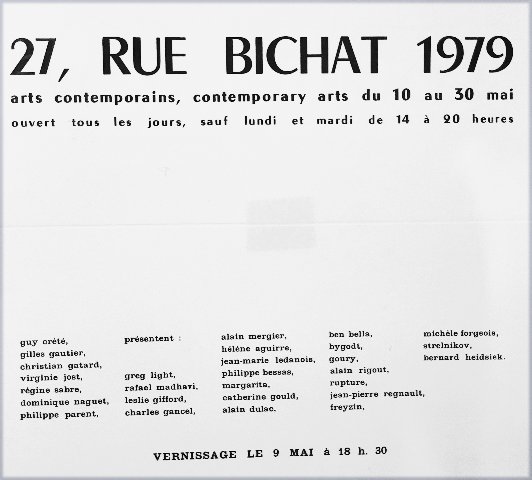 27, RUE BICHAT 1979
arts contemporains, contemporary arts du 10 au 30 mai
ouvert tous les jours, sauf lundi et mardi de 14 à 20 heures
guy crété,
gilles gautier,
christian gatard,
virginie jost,
régine sabre,
dominique naguet,
philippe parent,
présentent :
greg light,
rafael madhavi,
leslie gifford,
charles gancel,
alain mergier,
hélène aguirre,
jean-marie ledanois,
philippe bessas,
margarita,
catherine gould,
alain dulac,
ben bella,
bygodt,
goury,
alain rigout,
rupture,
jean-pierre regnault,
freyzin,
michèle forgeois,
strelnikov,
bernard heidsiek.
VERNISSAGE LE 9 MAI à 18 h. 30